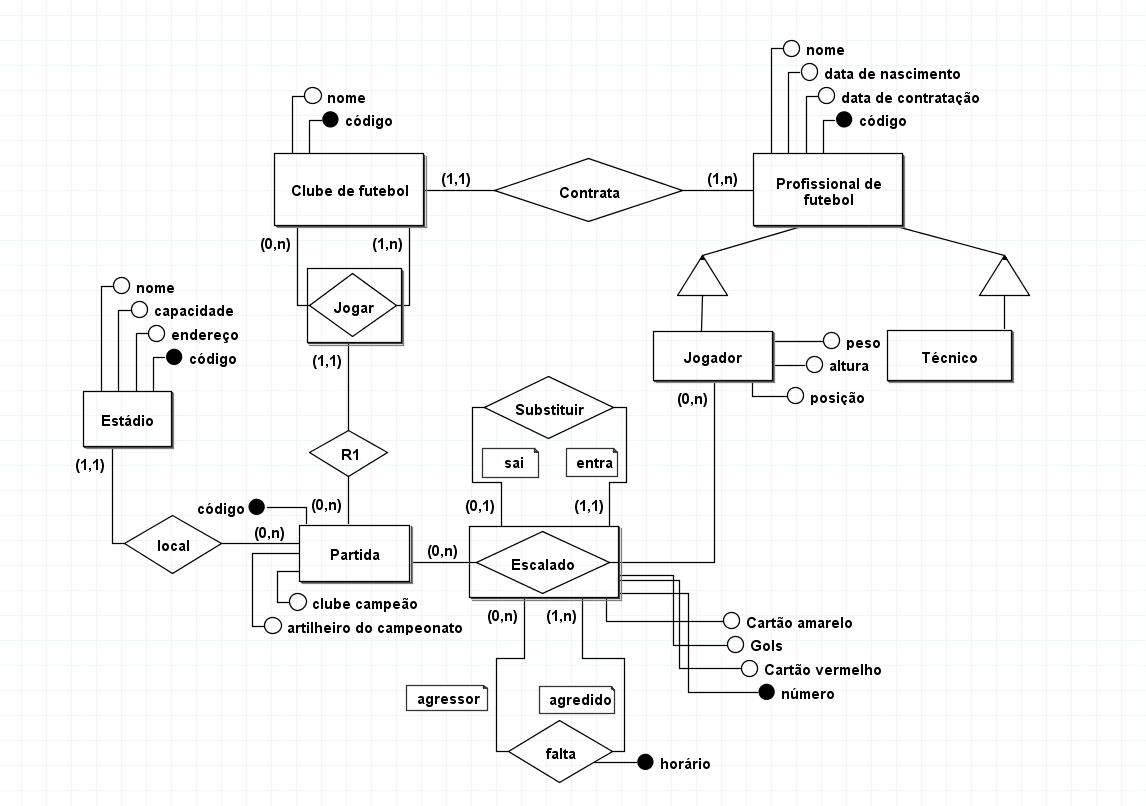 nome
data de nascimento
data de contratação
código
nome
código
Clube de futebol
(1,1)
Contrata
(1,n)
Profissional de
futebol
(0,n)
(1,n)
Jogar
(1,1)
nome
capacidade
endereço
código
Estádio
(1,1)
Jogador
peso
altura
posição
(0,n)
Técnico
Substituir
sai
entra
(0,1)
(1,1)
R1
(0,n)
código
local
(0,n)
Partida
(0,n)
Escalado
clube campeão
artilheiro do campeonato
(0,n)
(1,n)
Cartão amarelo
Gols
Cartão vermelho
número
agressor
agredido
falta
horário